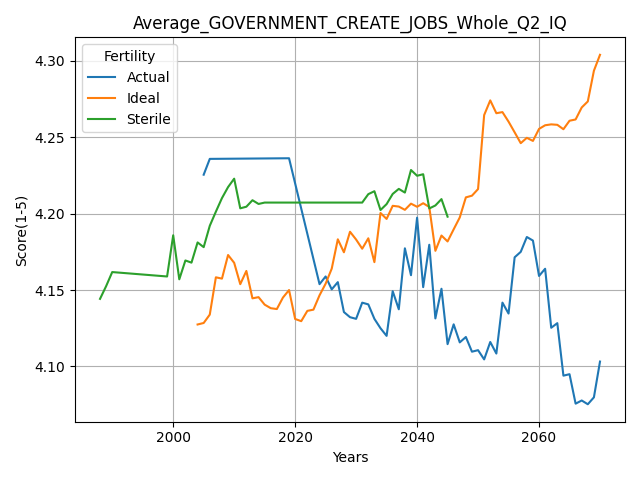 Average_GOVERNMENT_CREATE_JOBS_Whole_Q2_IQ
Fertility
Actual
Ideal
Sterile
Score(1-5)
4.30
4.25
4.20
4.15
4.10
2000 2020 2040 2060
Years